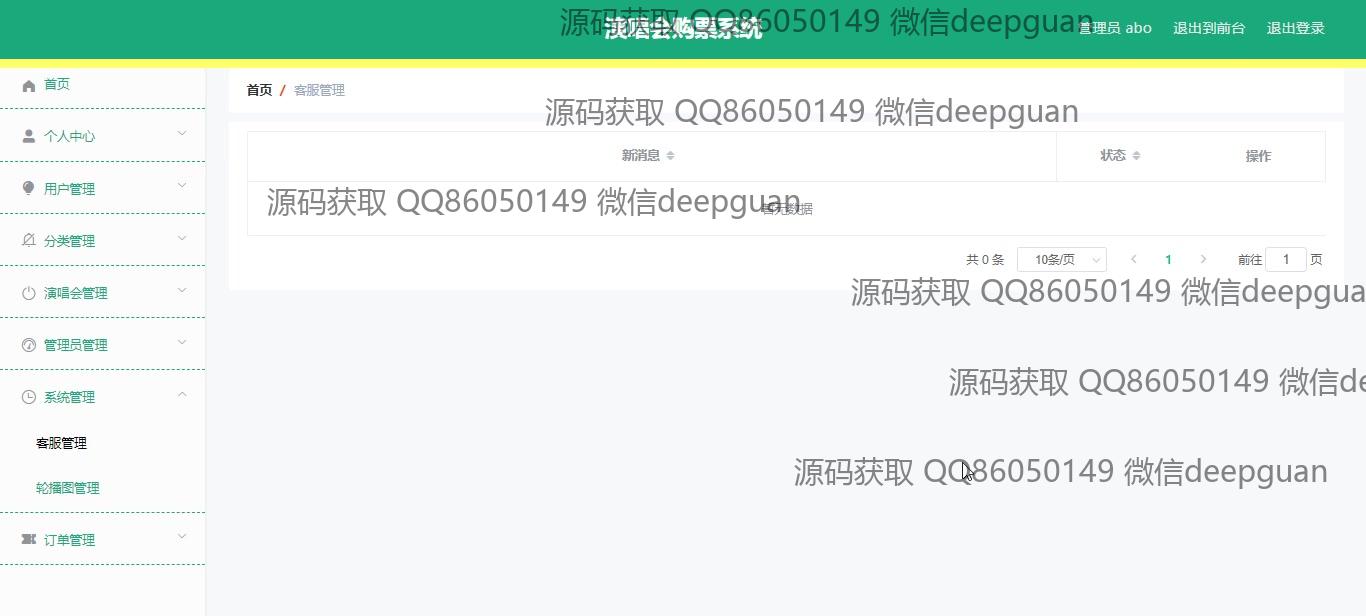 演唱会购票系统
源码获取 QQ86050149 微信deepguan
管理员 abo 退出到前台 退出登录
首页
个人中心
用户管理
分类管理
演唱会管理
管理员管理
系统管理
客服管理
轮播图管理
订单管理
首页 / 客服管理
源码获取 QQ86050149 微信deepguan
新消息 状态 操作
源码获取 QQ86050149 微信deepguan
暂无数据
共 0 条 10条/页 1 前往 1 页
源码获取 QQ86050149 微信deepgua
源码获取 QQ86050149 微信de
源码获取 QQ86050149 微信deepguan